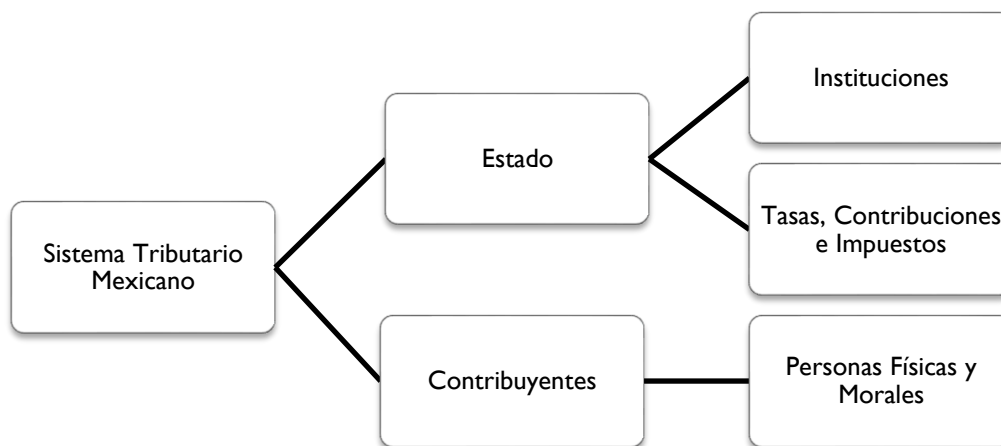 Sistema Tributario
Mexicano
Estado
Contribuyentes
Instituciones
Tasas, Contribuciones
e Impuestos
Personas Físicas y
Morales